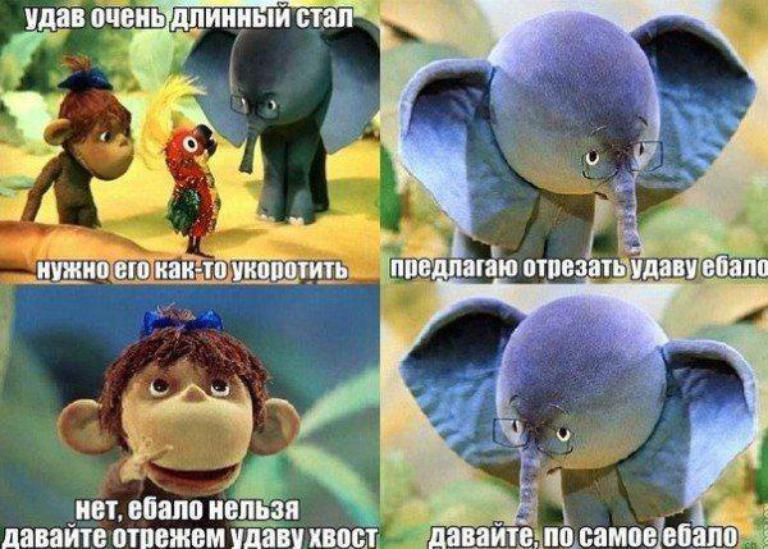 удав очень длинный стал
нужно его как-то укоротить
предлагаю отрезать удаву ебало
нет, ебало нельзя
давайте отрежем удаву хвост
давайте, по самое ебало